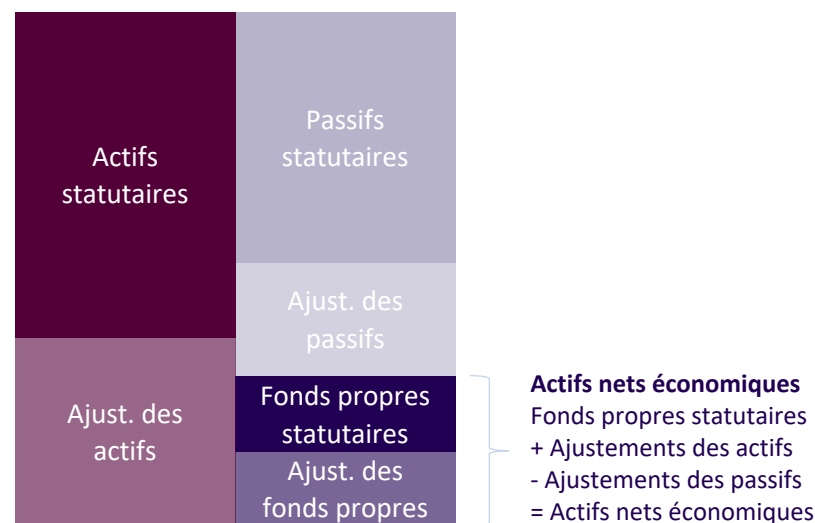 Actifs
statutaires
Passifs
statutaires
Ajust. des
passifs
Ajust. des
actifs
Fonds propres
statutaires
Ajust. des
fonds propres
Actifs nets économiques
Fonds propres statutaires
+ Ajustements des actifs
- Ajustements des passifs
= Actifs nets économiques